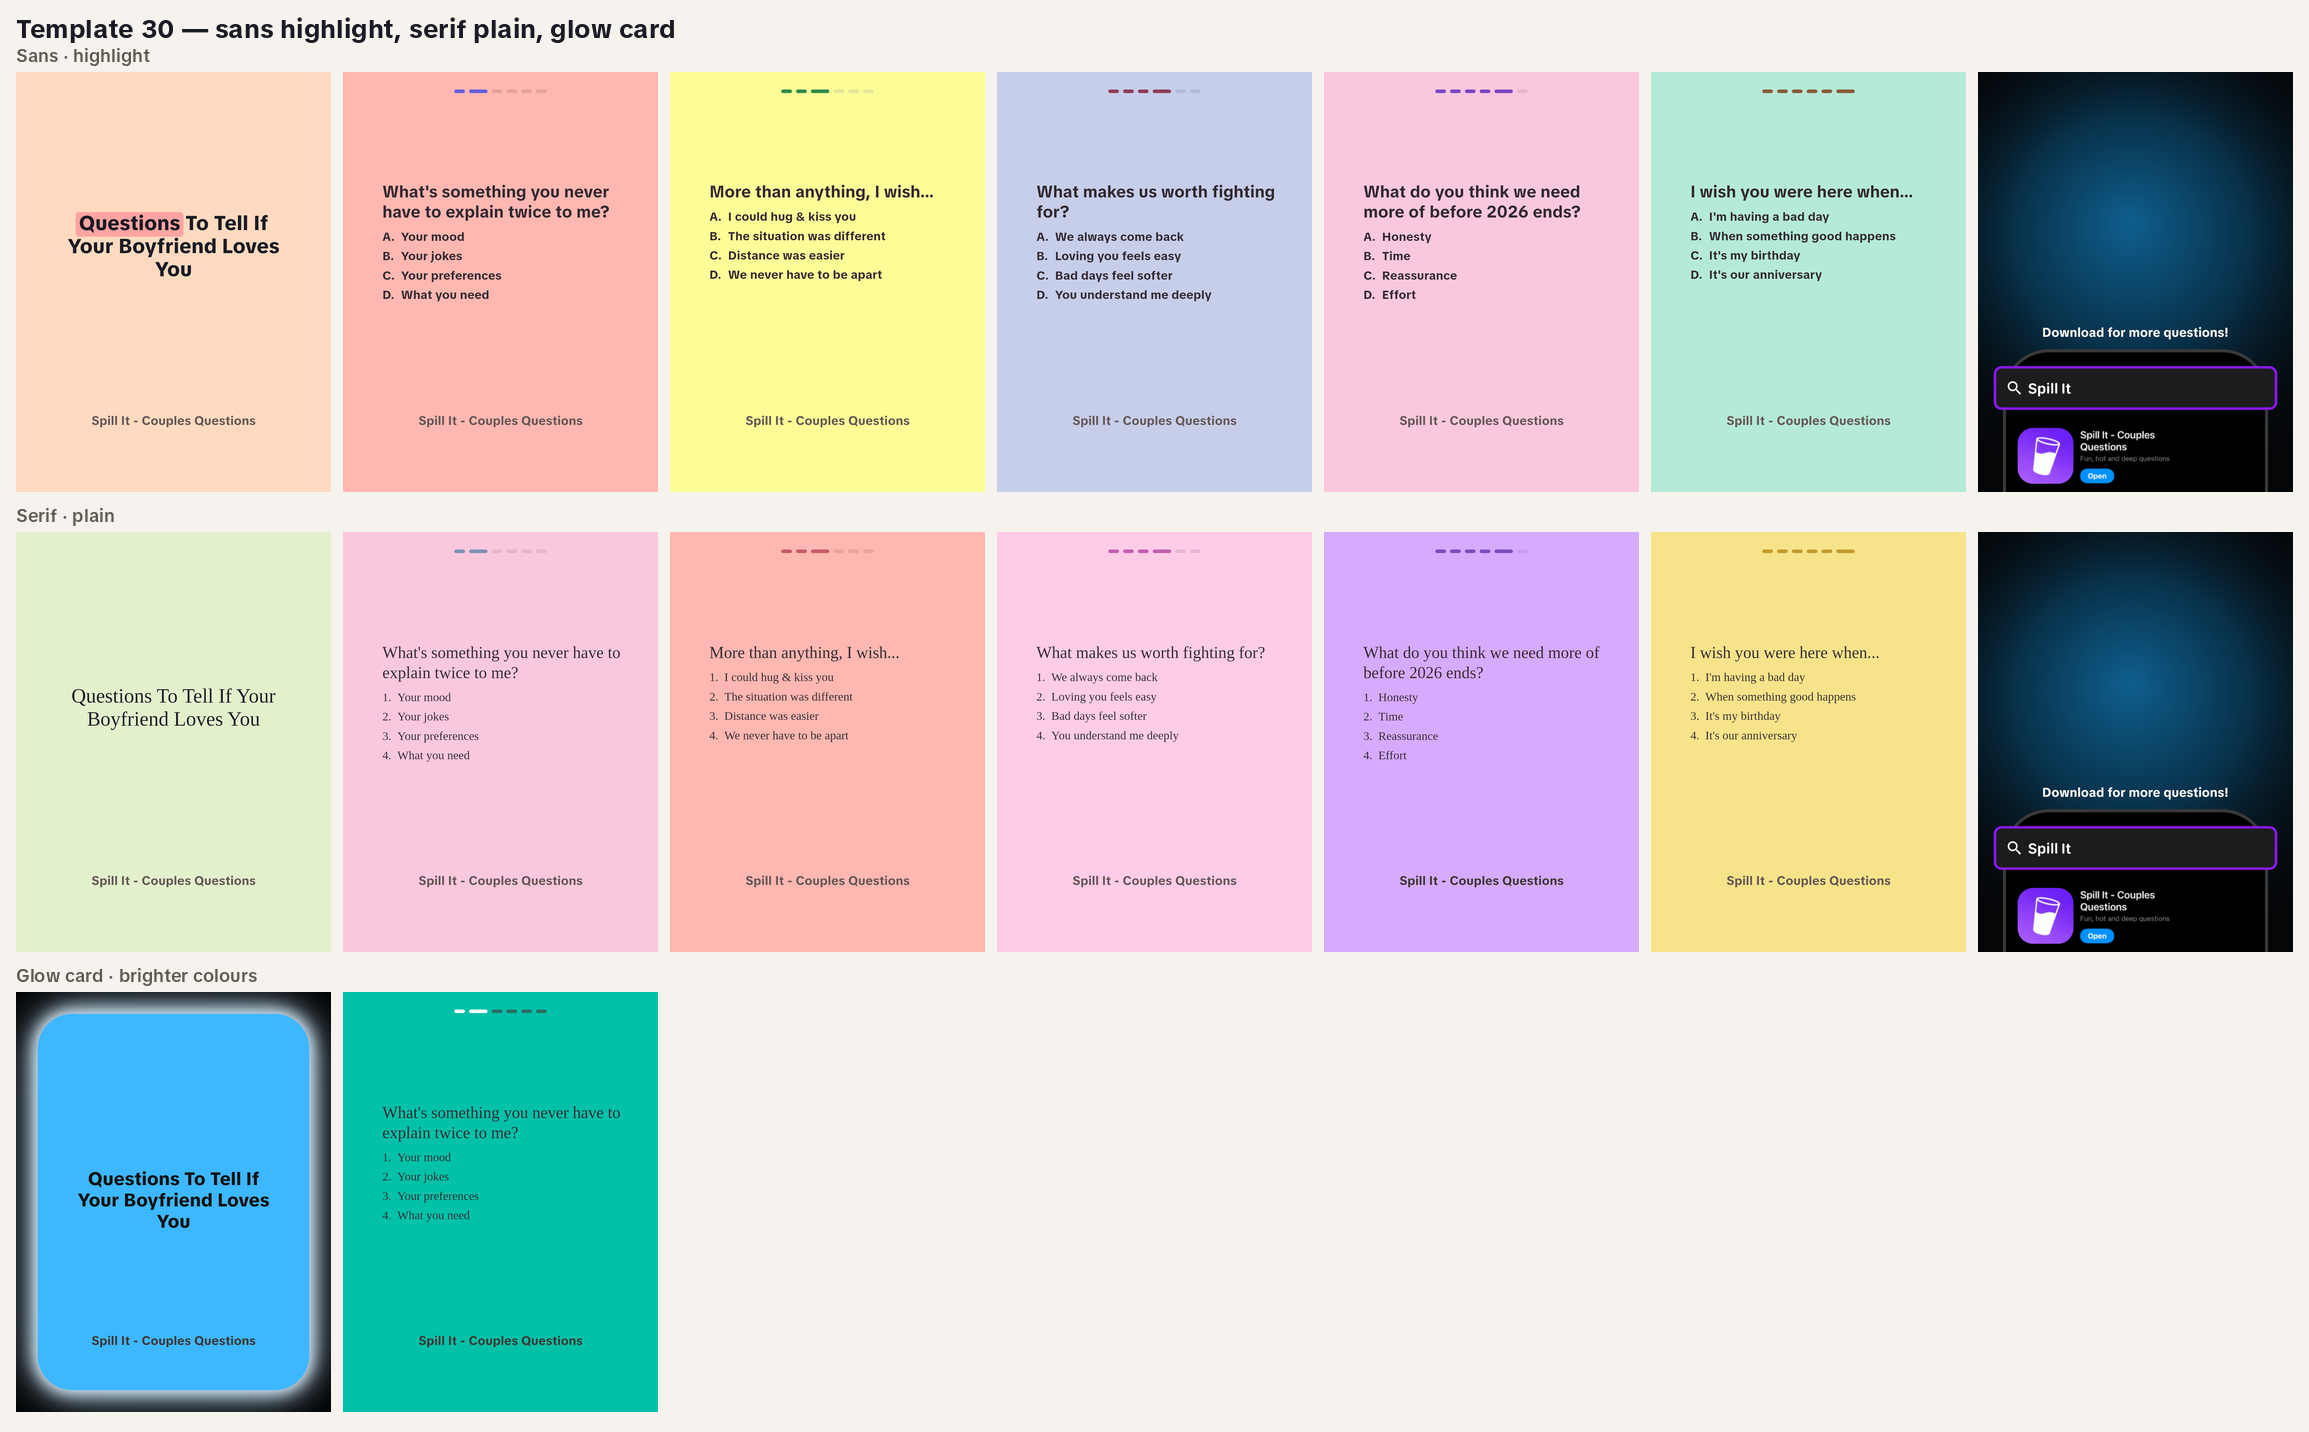 Template 30 — sans highlight, serif plain, glow card
Sans · highlight
Questions To Tell If
Your Boyfriend Loves
You
Spill It - Couples Questions
What's something you never
have to explain twice to me?
A. Your mood
B. Your jokes
C. Your preferences
D. What you need
Spill It - Couples Questions
More than anything, I wish...
A. I could hug & kiss you
B. The situation was different
C. Distance was easier
D. We never have to be apart
Spill It - Couples Questions
What makes us worth fighting
for?
A. We always come back
B. Loving you feels easy
C. Bad days feel softer
D. You understand me deeply
Spill It - Couples Questions
What do you think we need
more of before 2026 ends?
A. Honesty
B. Time
C. Reassurance
D. Effort
Spill It - Couples Questions
I wish you were here when...
A. I'm having a bad day
B. When something good happens
C. It's my birthday
D. It's our anniversary
Spill It - Couples Questions
Download for more questions!
Spill It
Spill It - Couples
Questions
Fun, hot and deep questions
Open
Serif · plain
Questions To Tell If Your
Boyfriend Loves You
Spill It - Couples Questions
What's something you never have to
explain twice to me?
1. Your mood
2. Your jokes
3. Your preferences
4. What you need
Spill It - Couples Questions
More than anything, I wish...
1. I could hug & kiss you
2. The situation was different
3. Distance was easier
4. We never have to be apart
Spill It - Couples Questions
What makes us worth fighting for?
1. We always come back
2. Loving you feels easy
3. Bad days feel softer
4. You understand me deeply
Spill It - Couples Questions
What do you think we need more of
before 2026 ends?
1. Honesty
2. Time
3. Reassurance
4. Effort
Spill It - Couples Questions
I wish you were here when...
1. I'm having a bad day
2. When something good happens
3. It's my birthday
4. It's our anniversary
Spill It - Couples Questions
Download for more questions!
Spill It
Spill It - Couples
Questions
Fun, hot and deep questions
Open
Glow card · brighter colours
Questions To Tell If
Your Boyfriend Loves
You
Spill It - Couples Questions
What's something you never have to
explain twice to me?
1. Your mood
2. Your jokes
3. Your preferences
4. What you need
Spill It - Couples Questions